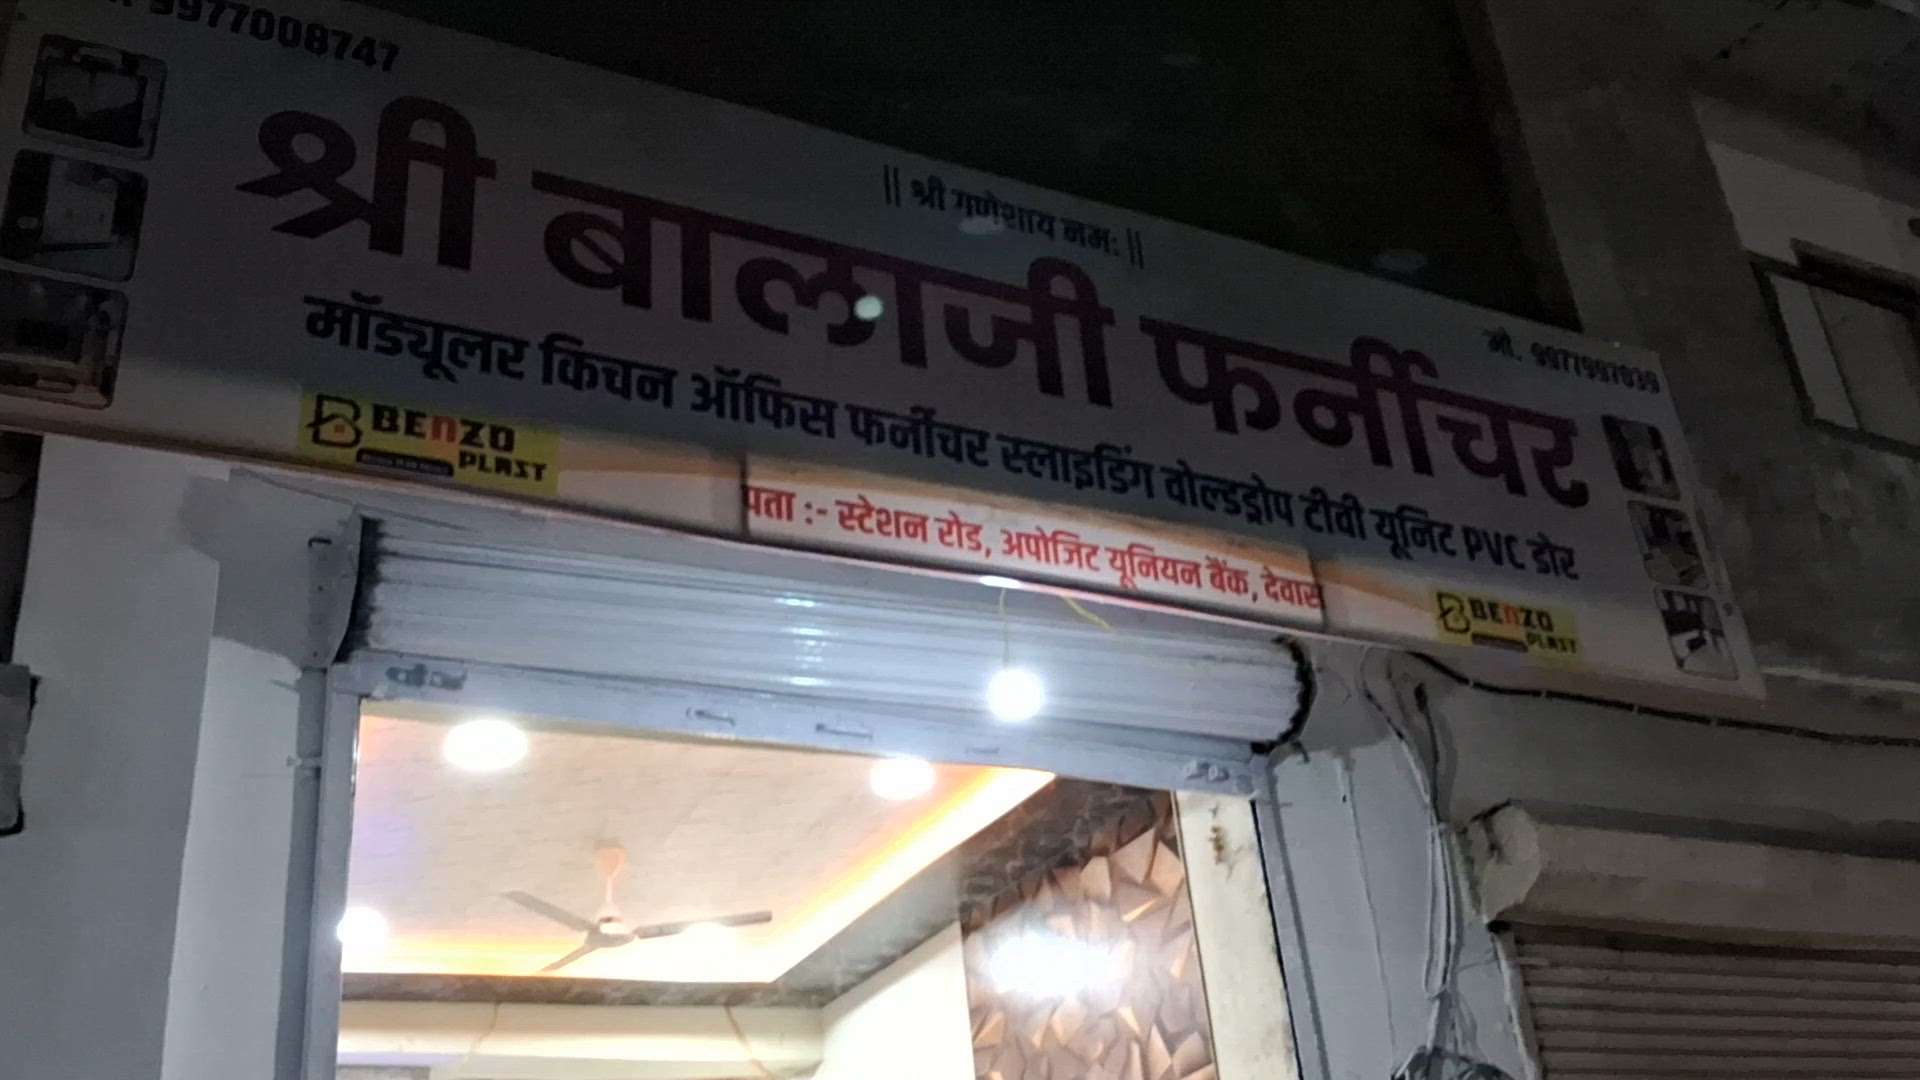 9977008747
|| श्री गणेशाय नमः ||
श्री बालाजी फर्नीचर
मो. 9977997939
मॉड्यूलर किचन ऑफिस फर्नीचर स्लाइडिंग वोल्डड्रोप टीवी यूनिट PVC डोर
BENZO
PLAST
पता :- स्टेशन रोड, अपोजिट यूनियन बैंक, देवास
BENZO
PLAST